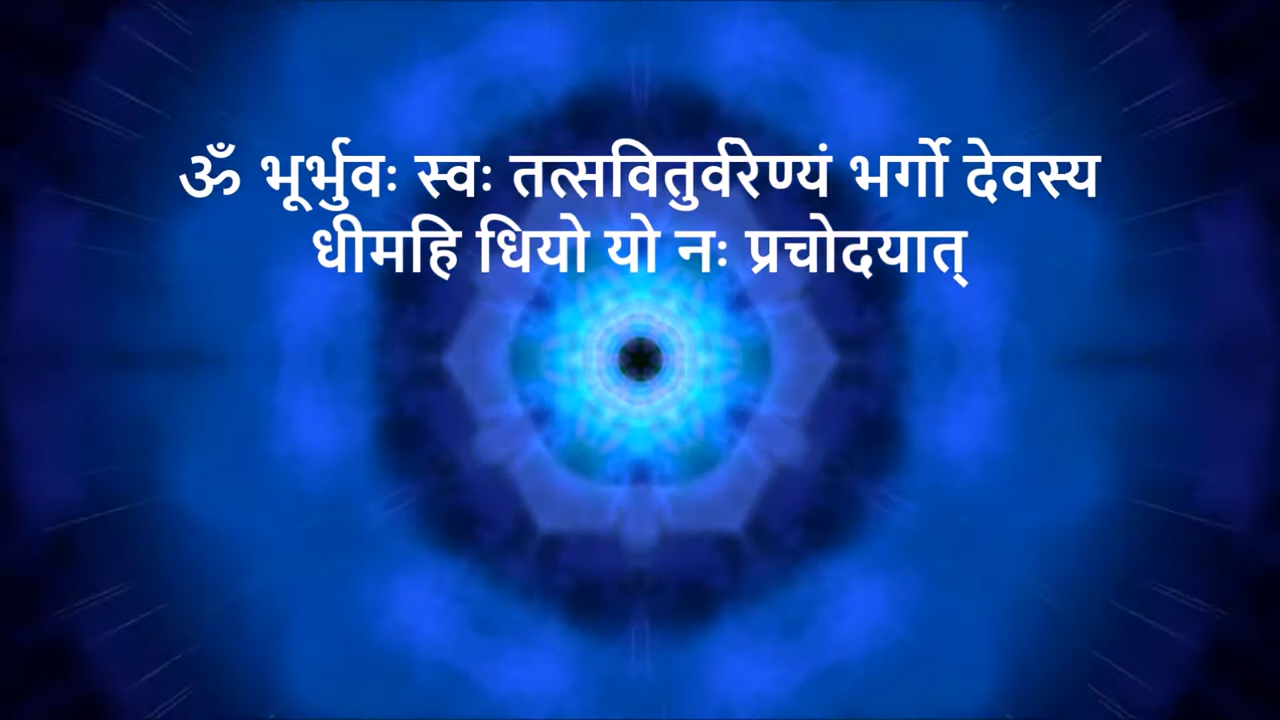 ॐ भूर्भुवः स्वः तत्सवितुर्वरेण्यं भर्गो देवस्य
धीमहि धियो यो नः प्रचोदयात्